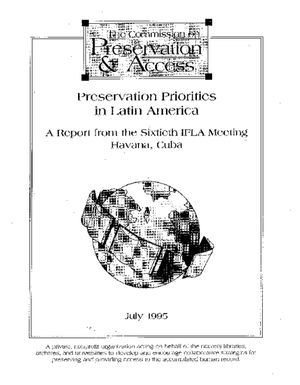 The Commission on
Preservation
& Access
Preservation Priorities
in Latin America
A Report from the Sixtieth IFLA Meeting
Havana, Cuba
July 1995
A private, nonprofit organization acting on behalf of the nation's libraries,
archives, and universities to develop and encourage collaborative strategies for
preserving and providing access to the accumulated human record.